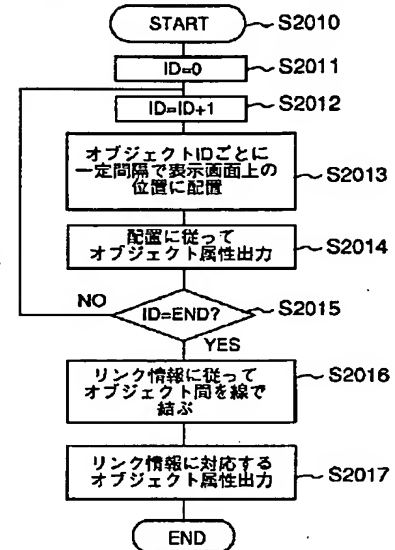 START
S2010
ID=0
S2011
ID=ID+1
S2012
オブジェクトIDごとに
一定間隔で表示画面上の
位置に配置
S2013
配置に従って
オブジェクト属性出力
S2014
NO
ID=END?
S2015
YES
リンク情報に従って
オブジェクト間を線で
結ぶ
S2016
リンク情報に対応する
オブジェクト属性出力
S2017
END